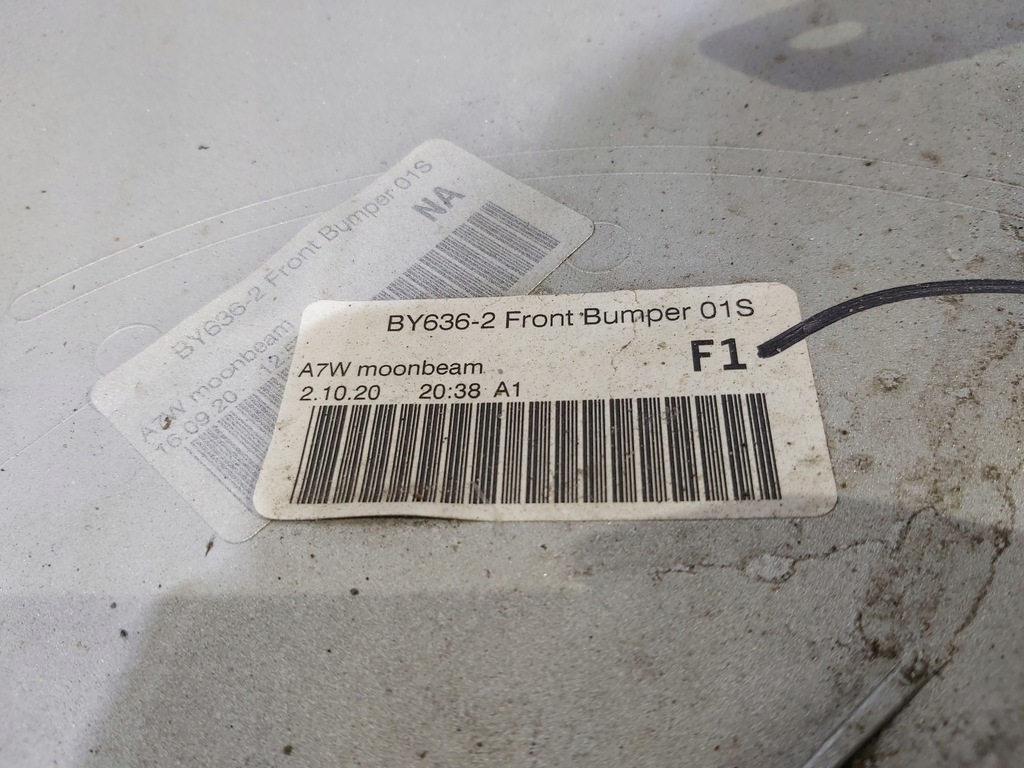 BY636-2 Front Bumper 01S
NA
A7W moonbeam
16.09.20 12:
BY636-2 Front Bumper 01S
F1
A7W moonbeam
2.10.20 20:38 A1